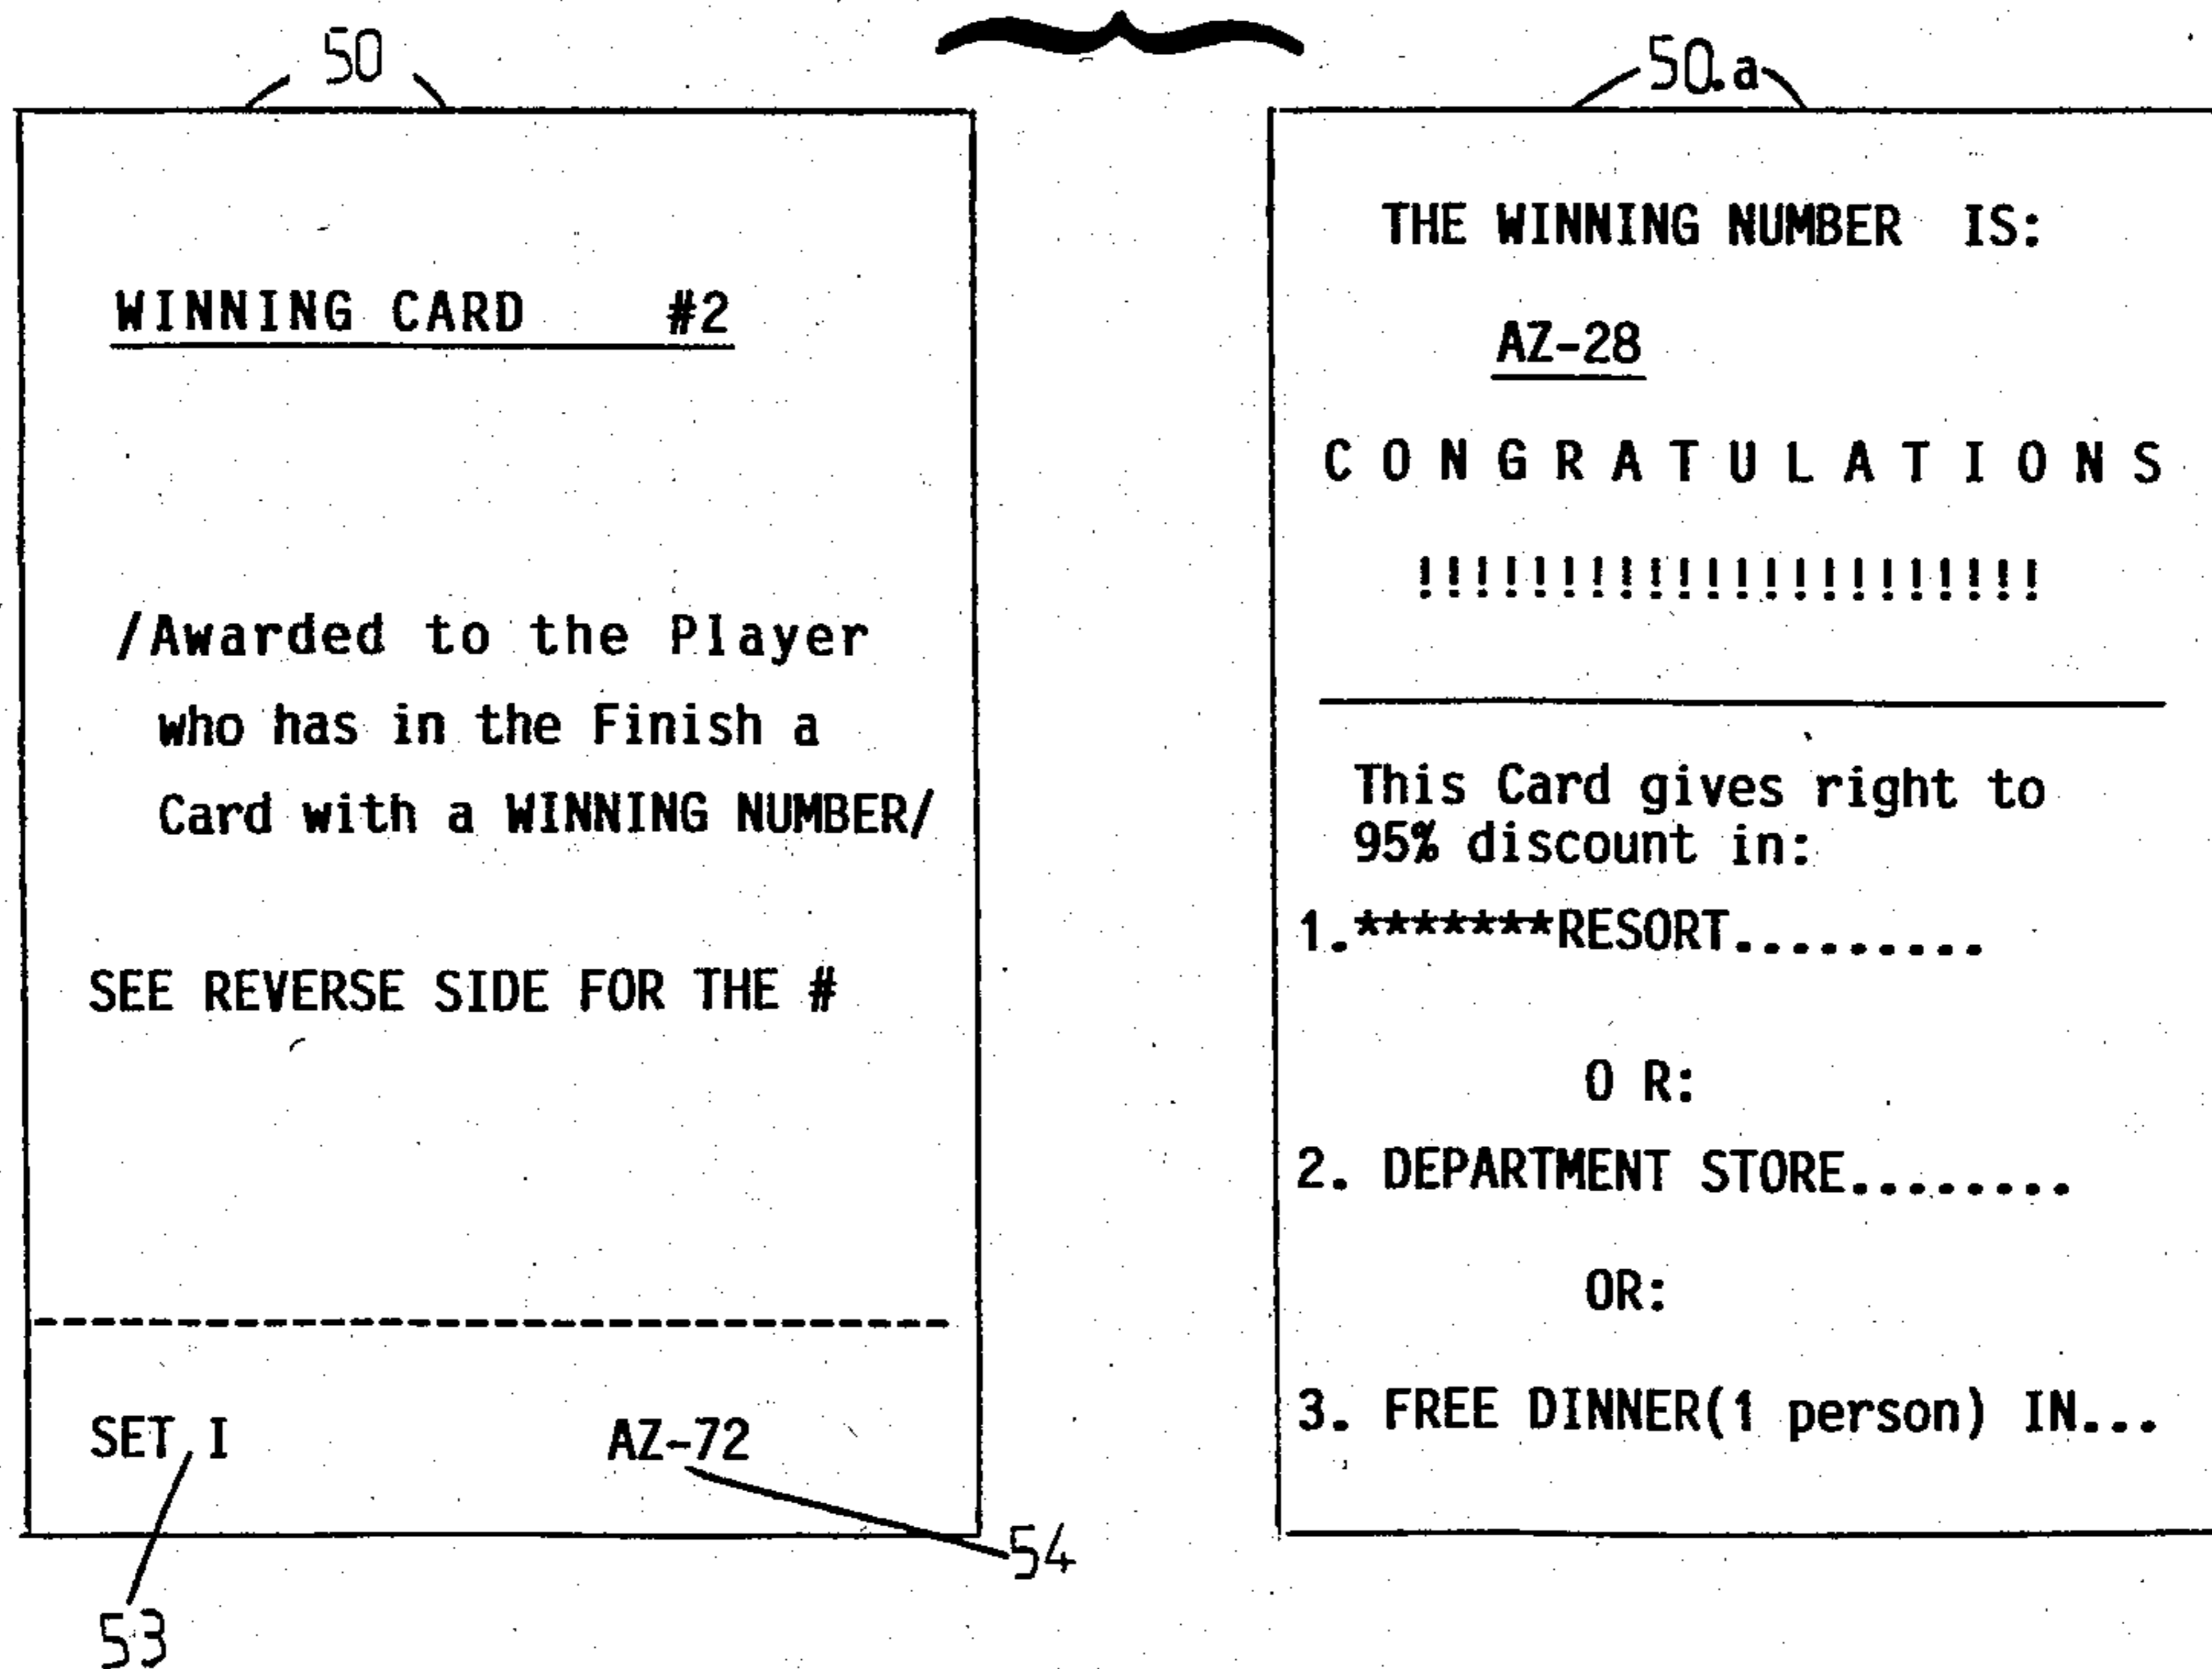 50
WINNING CARD #2
/Awarded to the Player
who has in the Finish a
Card with a WINNING NUMBER/
SEE REVERSE SIDE FOR THE #
SET I AZ-72
53
54
50.a
THE WINNING NUMBER IS:
AZ-28
C O N G R A T U L A T I O N S
!!!!!!!!!!!!!!!!!!!!!!
This Card gives right to
95% discount in:
1.*******RESORT.........
O R:
2. DEPARTMENT STORE........
OR:
3. FREE DINNER(1 person) IN...